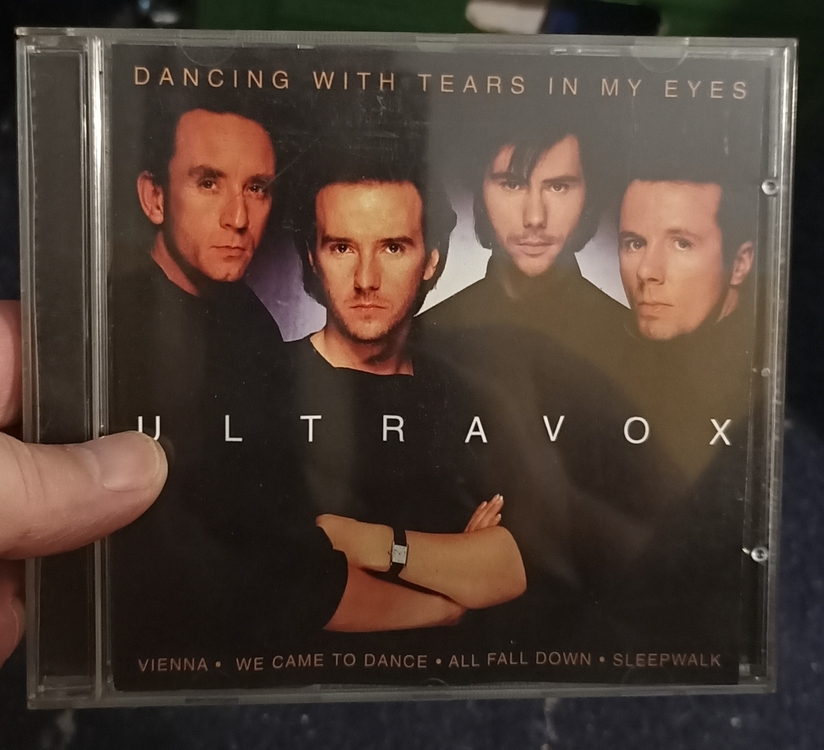 DANCING WITH TEARS IN MY EYES
ULTRAVOX
VIENNA • WE CAME TO DANCE • ALL FALL DOWN • SLEEPWALK